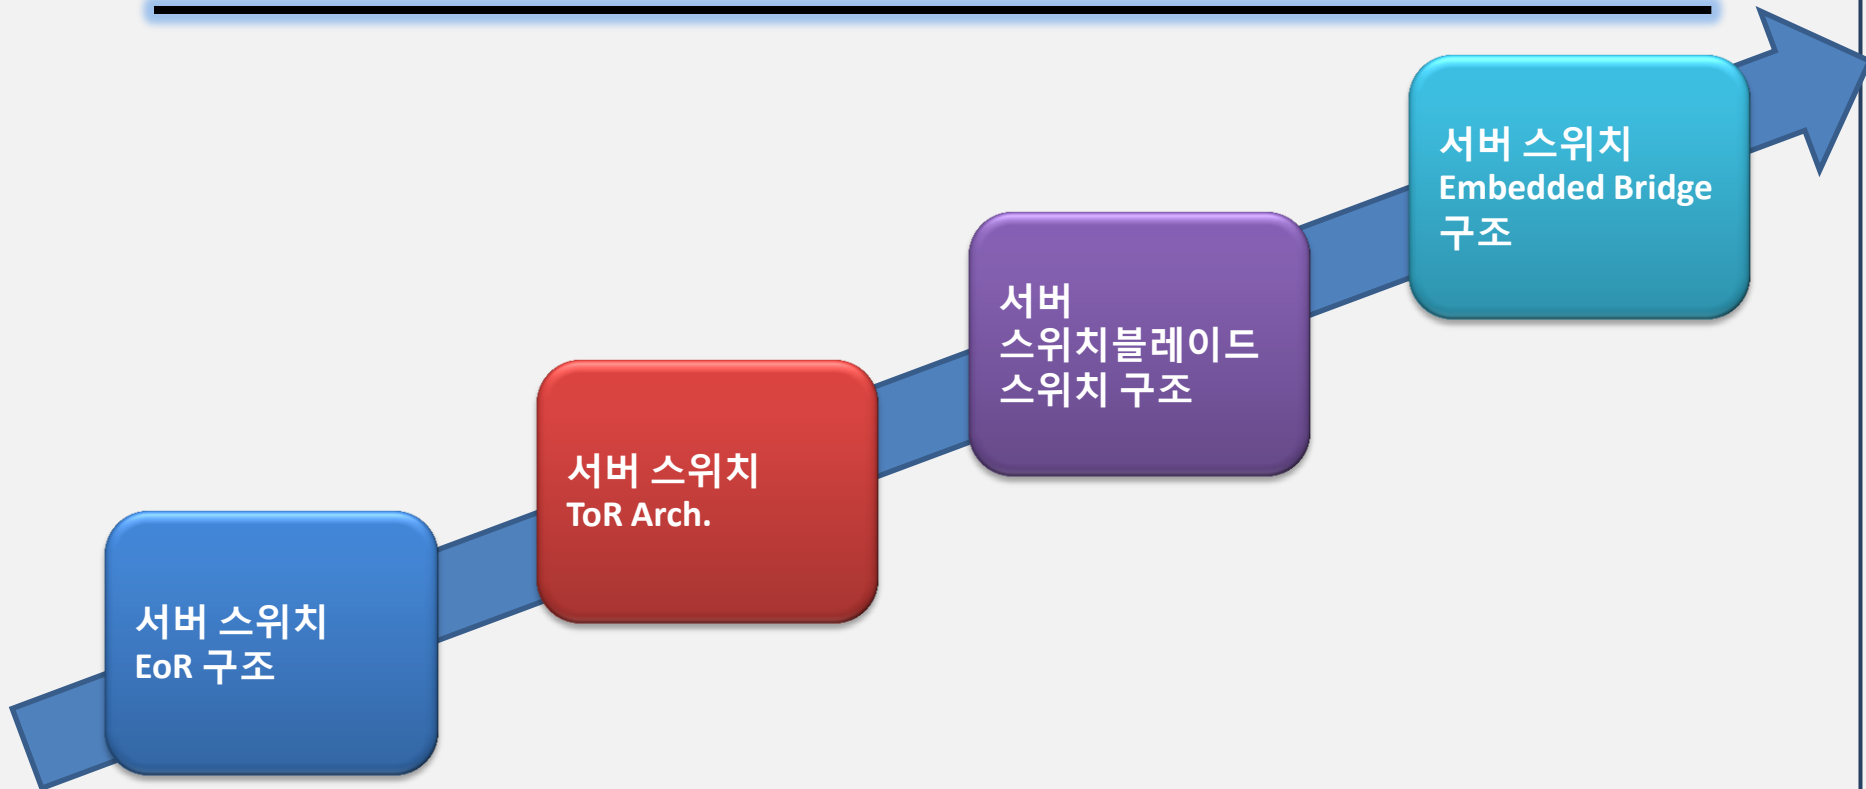 서버 스위치
EoR 구조
서버 스위치
ToR Arch.
서버
스위치블레이드
스위치 구조
서버 스위치
Embedded Bridge
구조